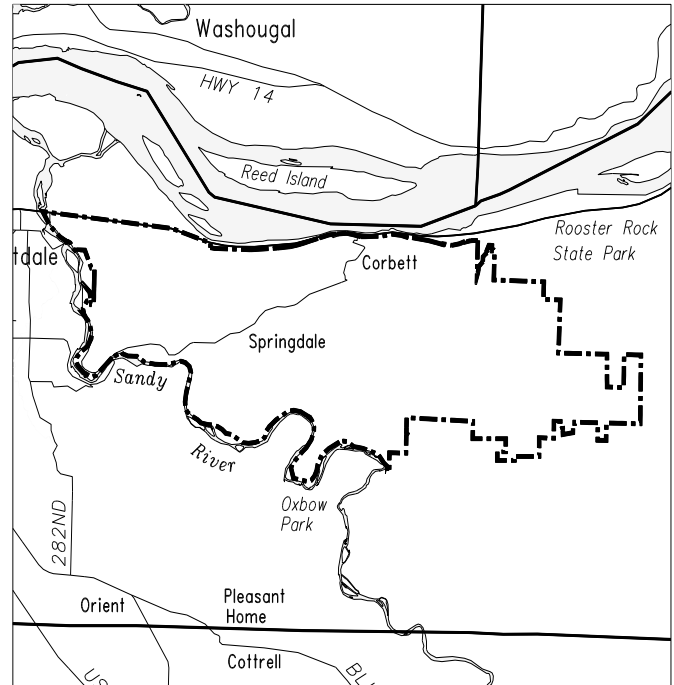 Washougal
HWY 14
Reed Island
Rooster Rock
State Park
tdale
Corbett
Springdale
Sandy
River
Oxbow
Park
282ND
Orient
Pleasant
Home
Cottrell
US